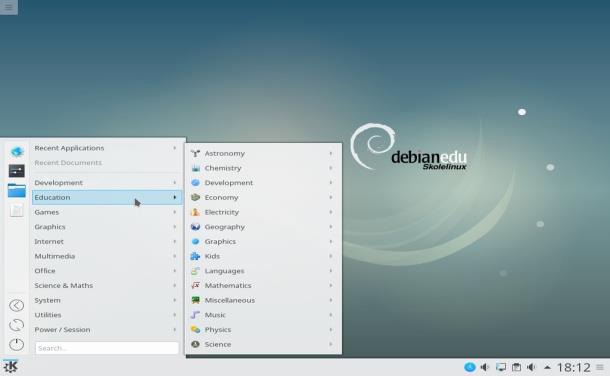 Recent Applications
Recent Documents
Development
Education
Games
Graphics
Internet
Multimedia
Office
Science & Maths
System
Utilities
Power / Session
Search...
Astronomy
Chemistry
Development
Economy
Electricity
Geography
Graphics
Kids
Languages
Mathematics
Miscellaneous
Music
Physics
Science
debianedu
Skolelinux
18:12